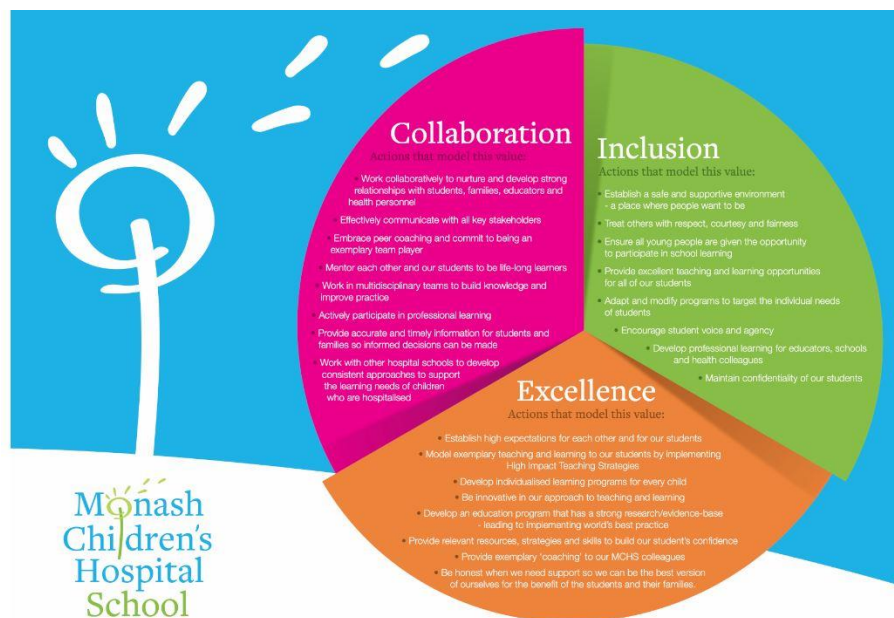 Collaboration
Actions that model this value:
• Work collaboratively to nurture and develop strong
relationships with students, families, educators and
health personnel
• Effectively communicate with all key stakeholders
• Embrace peer coaching and commit to being an
exemplary team player
• Mentor each other and our students to be life-long learners
• Work in multidisciplinary teams to build knowledge and
improve practice
• Actively participate in professional learning
• Provide accurate and timely information for students and
families so informed decisions can be made
• Work with other hospital schools to develop
consistent approaches to support
the learning needs of children
who are hospitalised
Inclusion
Actions that model this value:
• Establish a safe and supportive environment
- a place where people want to be
• Treat others with respect, courtesy and fairness
• Ensure all young people are given the opportunity
to participate in school learning
• Provide excellent teaching and learning opportunities
for all of our students
• Adapt and modify programs to target the individual needs
of students
• Encourage student voice and agency
• Develop professional learning for educators, schools
and health colleagues
• Maintain confidentiality of our students
Excellence
Actions that model this value:
• Establish high expectations for each other and for our students
• Model exemplary teaching and learning to our students by implementing
High Impact Teaching Strategies
• Develop individualised learning programs for every child
• Be innovative in our approach to teaching and learning
• Develop an education program that has a strong research/evidence-base
- leading to implementing world's best practice
• Provide relevant resources, strategies and skills to build our student's confidence
• Provide exemplary 'coaching' to our MCHS colleagues
• Be honest when we need support so we can be the best version
of ourselves for the benefit of the students and their families.
Monash
Children's
Hospital
School